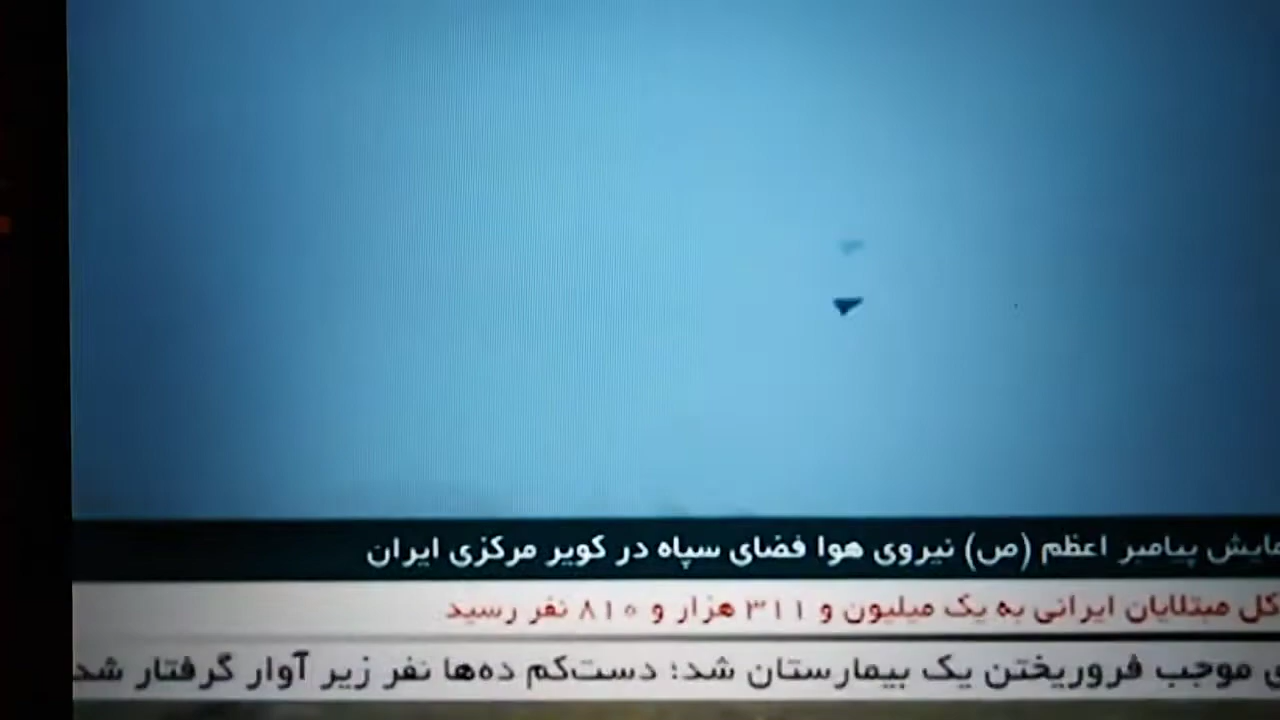 پیامبر اعظم (ص) نیروی هوا فضای سپاه در کویر مرکزی ایران
کل مبتلایان ایرانی به یک میلیون و ۳۱۱ هزار و ۸۱۰ نفر رسید
موجب فروریختن یک بیمارستان شد؛ دست‌کم ده‌ها نفر زیر آوار گرفتار شد